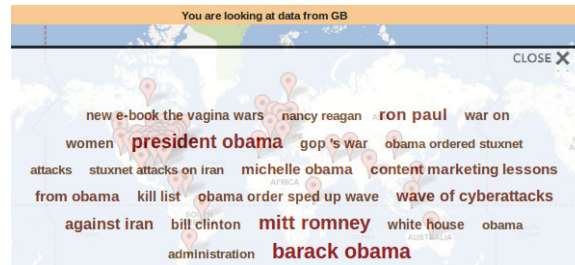 You are looking at data from GB
CLOSE X
new e-book the vagina wars nancy reagan ron paul war on
women president obama gop 's war obama ordered stuxnet
attacks stuxnet attacks on iran michelle obama content marketing lessons
AFRICA
from obama kill list obama order sped up wave wave of cyberattacks
against iran bill clinton mitt romney white house obama
AUSTRALIA
administration barack obama